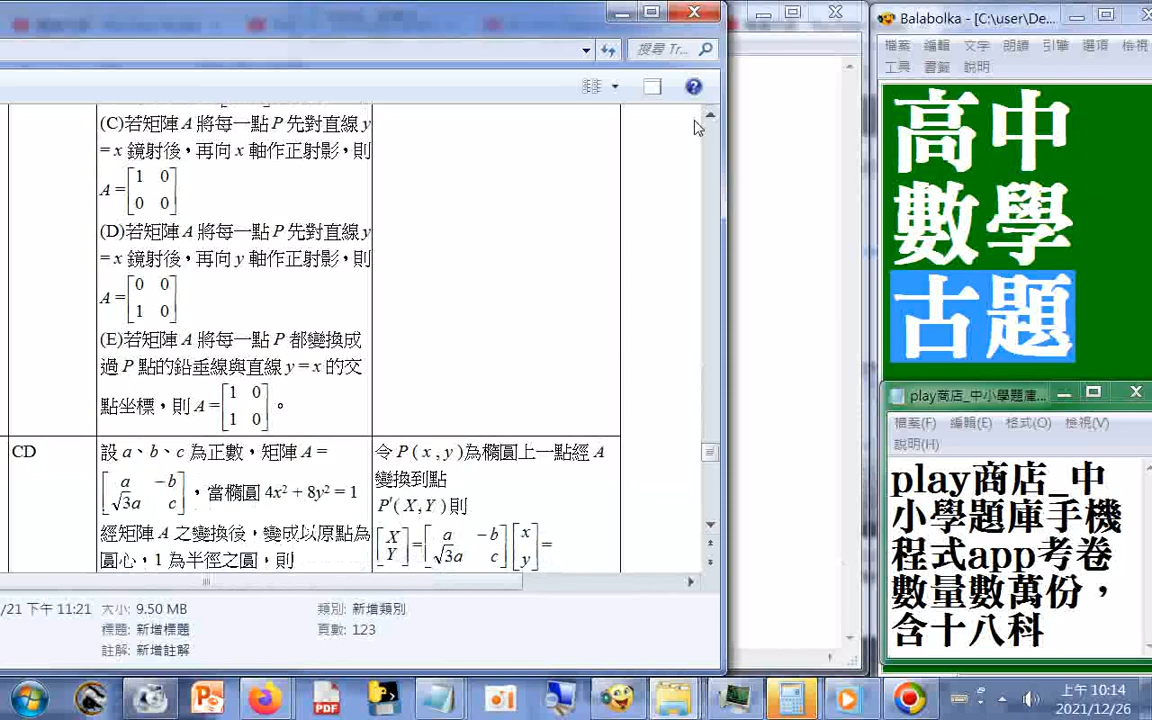 搜尋 Tr...
(C)若矩陣 A 將每一點 P 先對直線 y
= x 鏡射後，再向 x 軸作正射影，則
A = [1 0
0 0]
(D)若矩陣 A 將每一點 P 先對直線 y
= x 鏡射後，再向 y 軸作正射影，則
A = [0 0
1 0]
(E)若矩陣 A 將每一點 P 都變換成
過 P 點的鉛垂線與直線 y = x 的交
點坐標，則 A = [1 0
1 0] 。
CD
設 a、b、c 為正數，矩陣 A =
[a −b
√3a c]，當橢圓 4x² + 8y² = 1
經矩陣 A 之變換後，變成以原點為
圓心，1 為半徑之圓，則
令 P ( x , y )為橢圓上一點經 A
變換到點
P′( X, Y ) 則
[X
Y] = [a −b
√3a c] [x
y] =
/21 下午 11:21 大小: 9.50 MB 類別: 新增類別
標題: 新增標題 頁數: 123
註解: 新增註解
Balabolka - [C:\user\De...
檔案 編輯 文字 朗讀 引擎 選項 檢視
工具 書籤 說明
高中
數學
古題
play商店_中小學題庫...
檔案(F) 編輯(E) 格式(O) 檢視(V)
說明(H)
play商店_中
小學題庫手機
程式app考卷
數量數萬份，
含十八科
PDF
上午 10:14
2021/12/26